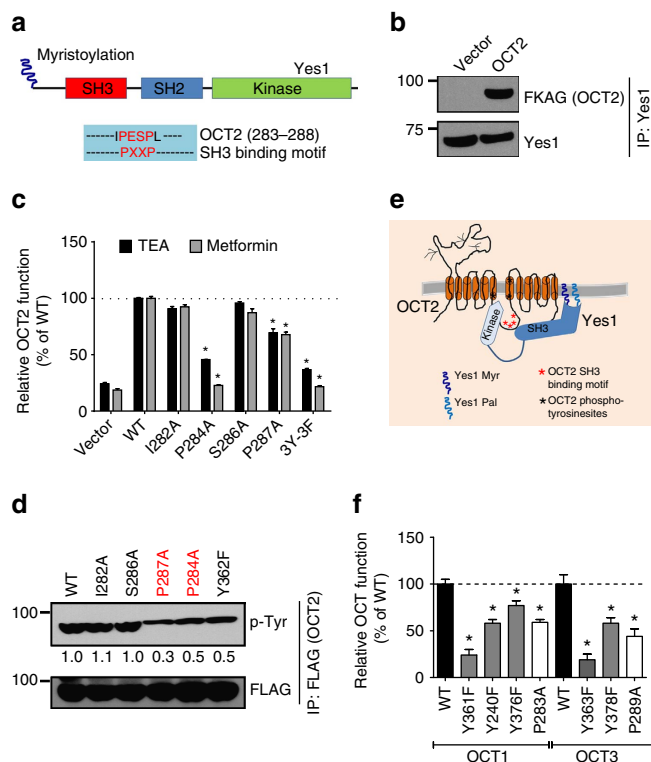 a
Myristoylation
Yes1
SH3
SH2
Kinase
------IPESPL----
OCT2 (283–288)
-------PXXP---------
SH3 binding motif
b
Vector
OCT2
100
FKAG (OCT2)
75
Yes1
IP: Yes1
c
TEA
Metformin
Relative OCT2 function
(% of WT)
150
100
50
0
Vector
WT
I282A
P284A
S286A
P287A
3Y-3F
* * * * * *
e
OCT2
Kinase
SH3
Yes1
Yes1 Myr
Yes1 Pal
* OCT2 SH3
binding motif
* OCT2 phospho-
tyrosinesites
d
WT
I282A
S286A
P287A
P284A
Y362F
100
p-Tyr
1.0 1.1 1.0 0.3 0.5 0.5
100
FLAG
IP: FLAG (OCT2)
f
Relative OCT function
(% of WT)
150
100
50
0
* * * * * * *
WT
Y361F
Y240F
Y376F
P283A
WT
Y363F
Y378F
P289A
OCT1
OCT3